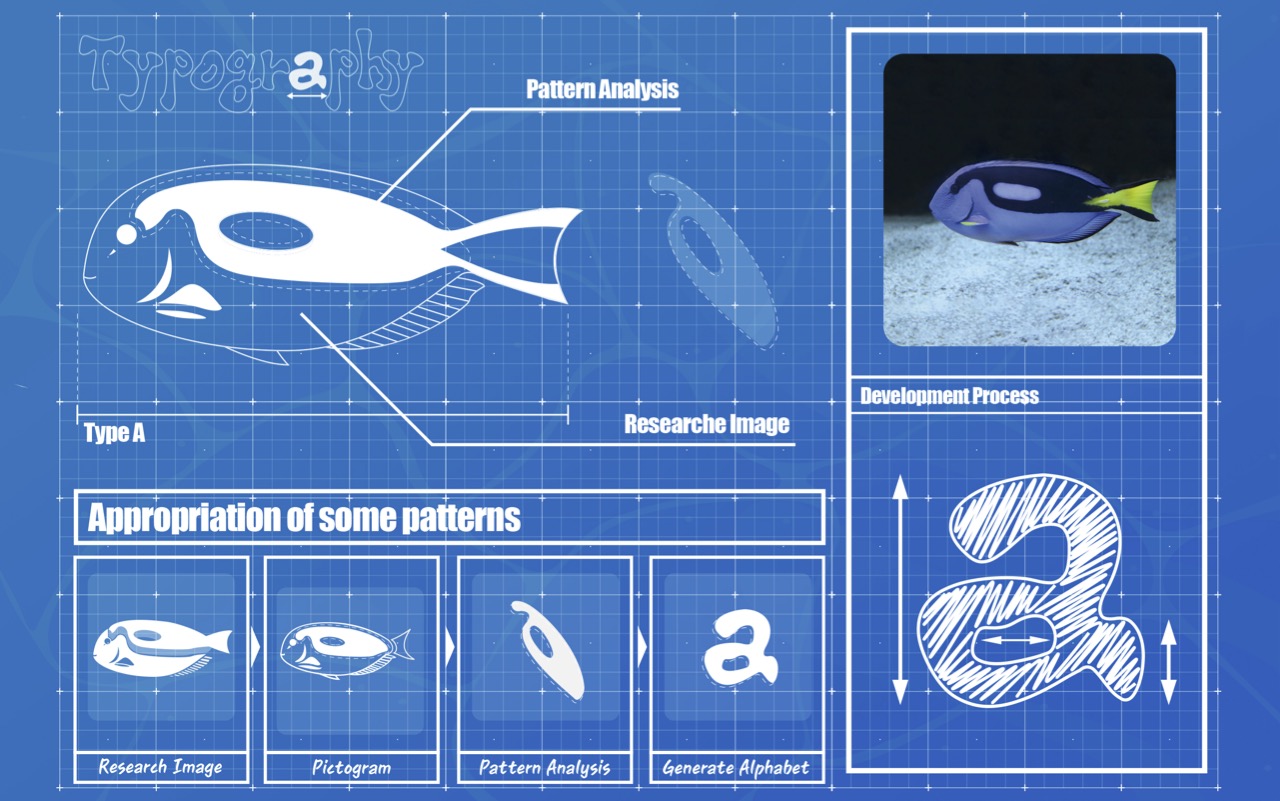 Typography
Pattern Analysis
Type A
Researche Image
Development Process
Appropriation of some patterns
a
Research Image
Pictogram
Pattern Analysis
a
Generate Alphabet